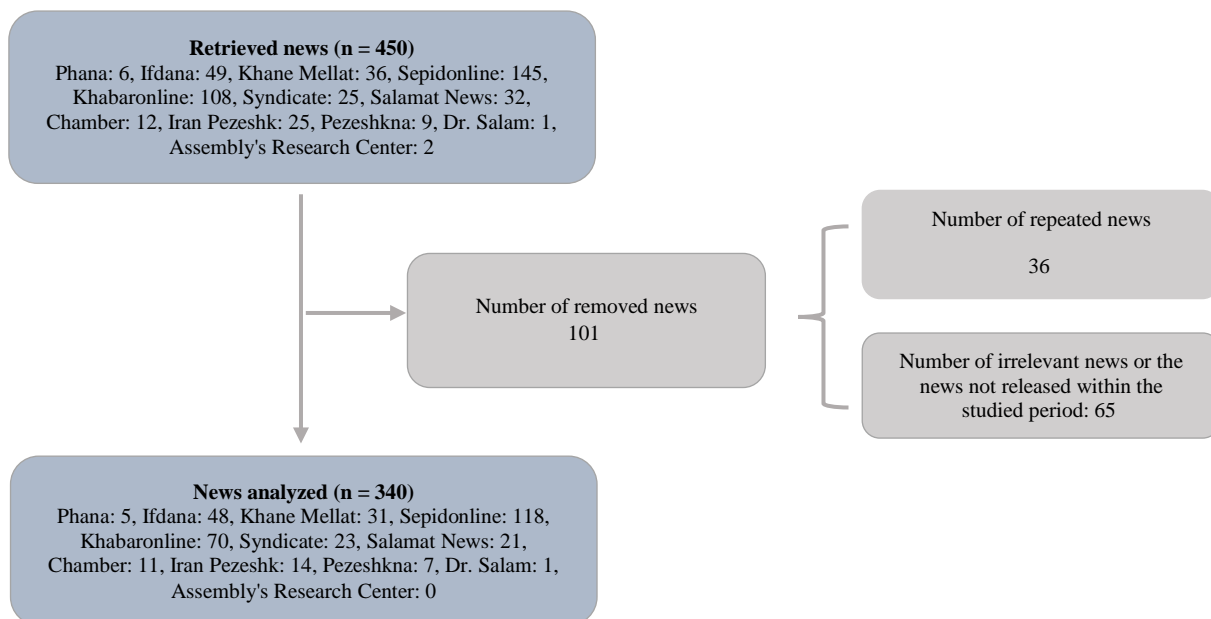 Retrieved news (n = 450)
Phana: 6, Ifdana: 49, Khane Mellat: 36, Sepidonline: 145,
Khabaronline: 108, Syndicate: 25, Salamat News: 32,
Chamber: 12, Iran Pezeshk: 25, Pezeshkna: 9, Dr. Salam: 1,
Assembly's Research Center: 2
Number of repeated news
36
Number of removed news
101
Number of irrelevant news or the
news not released within the
studied period: 65
News analyzed (n = 340)
Phana: 5, Ifdana: 48, Khane Mellat: 31, Sepidonline: 118,
Khabaronline: 70, Syndicate: 23, Salamat News: 21,
Chamber: 11, Iran Pezeshk: 14, Pezeshkna: 7, Dr. Salam: 1,
Assembly's Research Center: 0